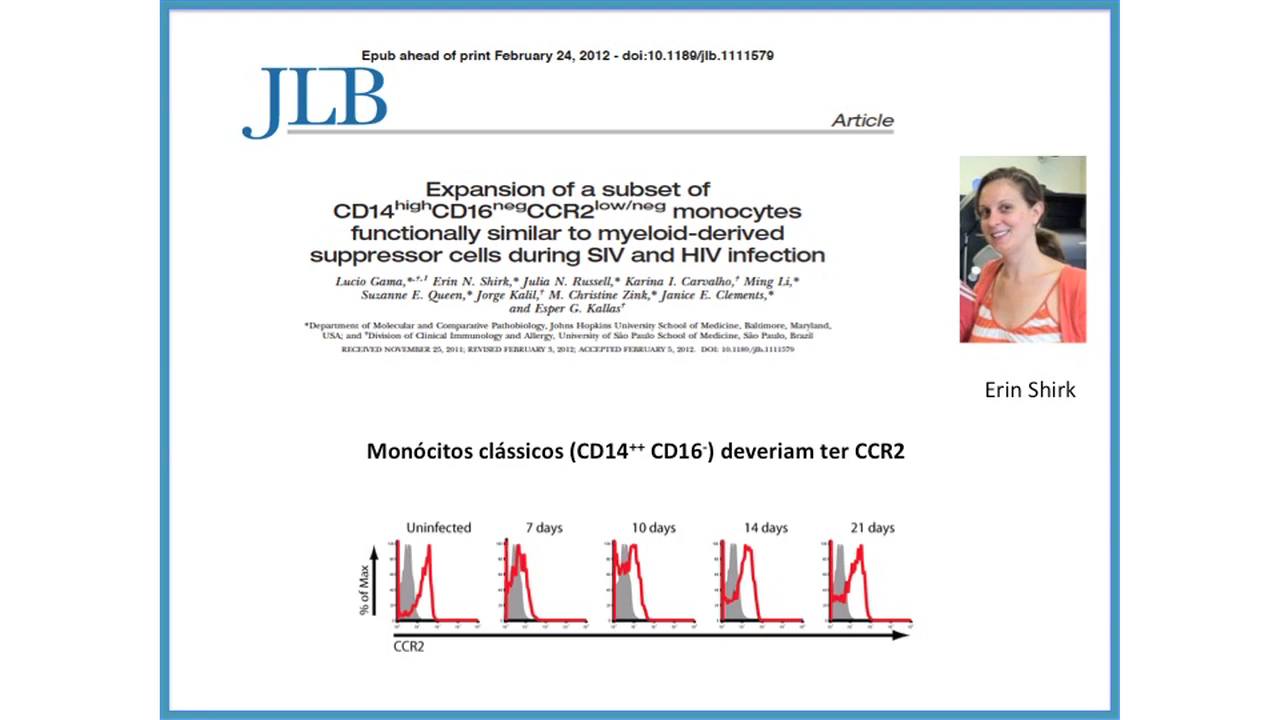 Epub ahead of print February 24, 2012 - doi:10.1189/jlb.1111579
JLB
Article
Expansion of a subset of
CD14highCD16negCCR2low/neg monocytes
functionally similar to myeloid-derived
suppressor cells during SIV and HIV infection
Lucio Gama,*,†,1 Erin N. Shirk,* Julia N. Russell,* Karina I. Carvalho,† Ming Li,*
Suzanne E. Queen,* Jorge Kalil,† M. Christine Zink,* Janice E. Clements,*
and Esper G. Kallas†
*Department of Molecular and Comparative Pathobiology, Johns Hopkins University School of Medicine, Baltimore, Maryland,
USA; and †Division of Clinical Immunology and Allergy, University of São Paulo School of Medicine, São Paulo, Brazil
RECEIVED NOVEMBER 25, 2011; REVISED FEBRUARY 3, 2012; ACCEPTED FEBRUARY 5, 2012. DOI: 10.1189/jlb.1111579
Erin Shirk
Monócitos clássicos (CD14++ CD16-) deveriam ter CCR2
Uninfected 7 days 10 days 14 days 21 days
% of Max
CCR2